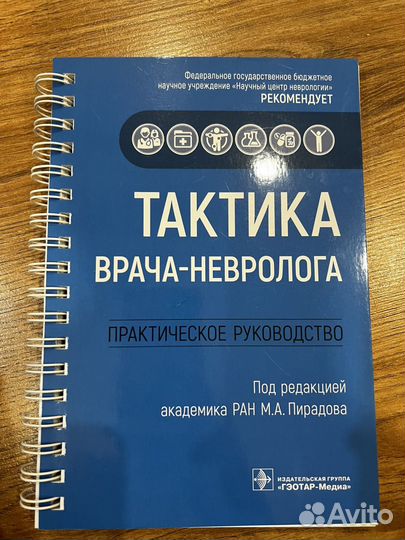 Федеральное государственное бюджетное
научное учреждение «Научный центр неврологии»
РЕКОМЕНДУЕТ
ТАКТИКА
ВРАЧА-НЕВРОЛОГА
ПРАКТИЧЕСКОЕ РУКОВОДСТВО
Под редакцией
академика РАН М.А. Пирадова
ИЗДАТЕЛЬСКАЯ ГРУППА
«ГЭОТАР-Медиа»
Avito